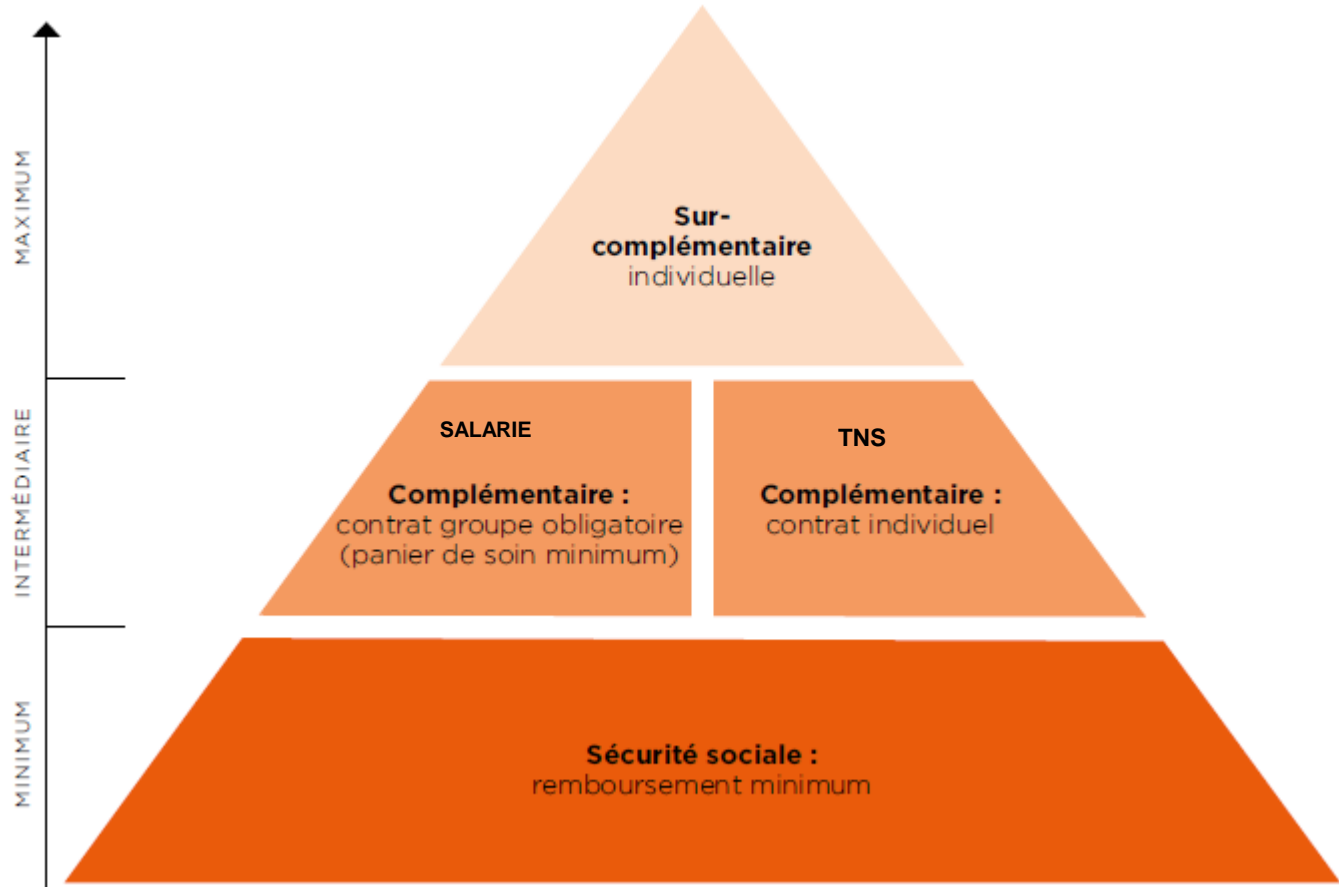 MAXIMUM
Sur-
complémentaire
individuelle
INTERMÉDIAIRE
SALARIE
Complémentaire :
contrat groupe obligatoire
(panier de soin minimum)
TNS
Complémentaire :
contrat individuel
MINIMUM
Sécurité sociale :
remboursement minimum